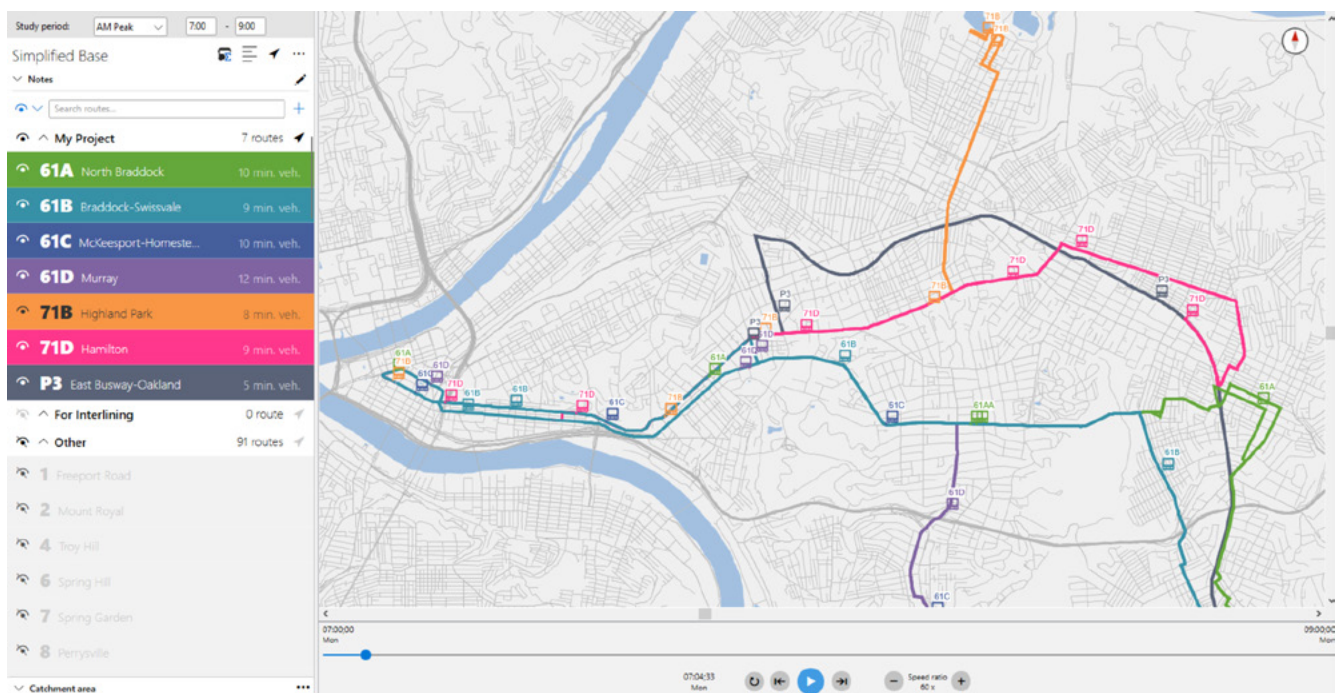 Study period: AM Peak 7:00 - 9:00
Simplified Base
Notes
Search routes...
My Project 7 routes
61A North Braddock 10 min. veh.
61B Braddock-Swissvale 9 min. veh.
61C McKeesport-Homeste... 10 min. veh.
61D Murray 12 min. veh.
71B Highland Park 8 min. veh.
71D Hamilton 9 min. veh.
P3 East Busway-Oakland 5 min. veh.
For Interlining 0 route
Other 91 routes
1 Freeport Road
2 Mount Royal
4 Troy Hill
6 Spring Hill
7 Spring Garden
8 Perrysville
Catchment area
71B
71B
71D
71D
P3
P3
71D
71B
71B
71D
P3
61D
61B
61A
61C
61A
71B
61C
61D
71D
61B
61B
71D
61C
71B
61C
61AA
61A
61B
61D
61C
07:00:00
Mon
09:00:00
Mon
07:04:33
Mon
Speed ratio
60 x